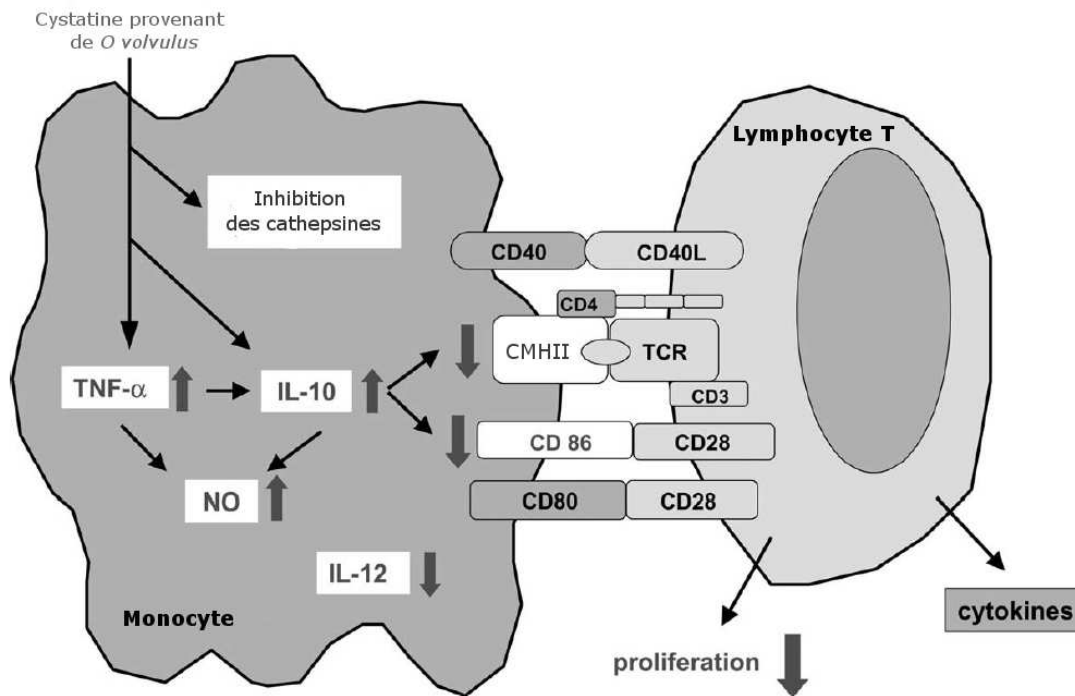 Cystatine provenant
de O volvulus
Lymphocyte T
Inhibition
des cathepsines
CD40
CD40L
CD4
CMHII
TCR
TNF-α
IL-10
CD3
CD 86
CD28
NO
CD80
CD28
IL-12
Monocyte
cytokines
proliferation